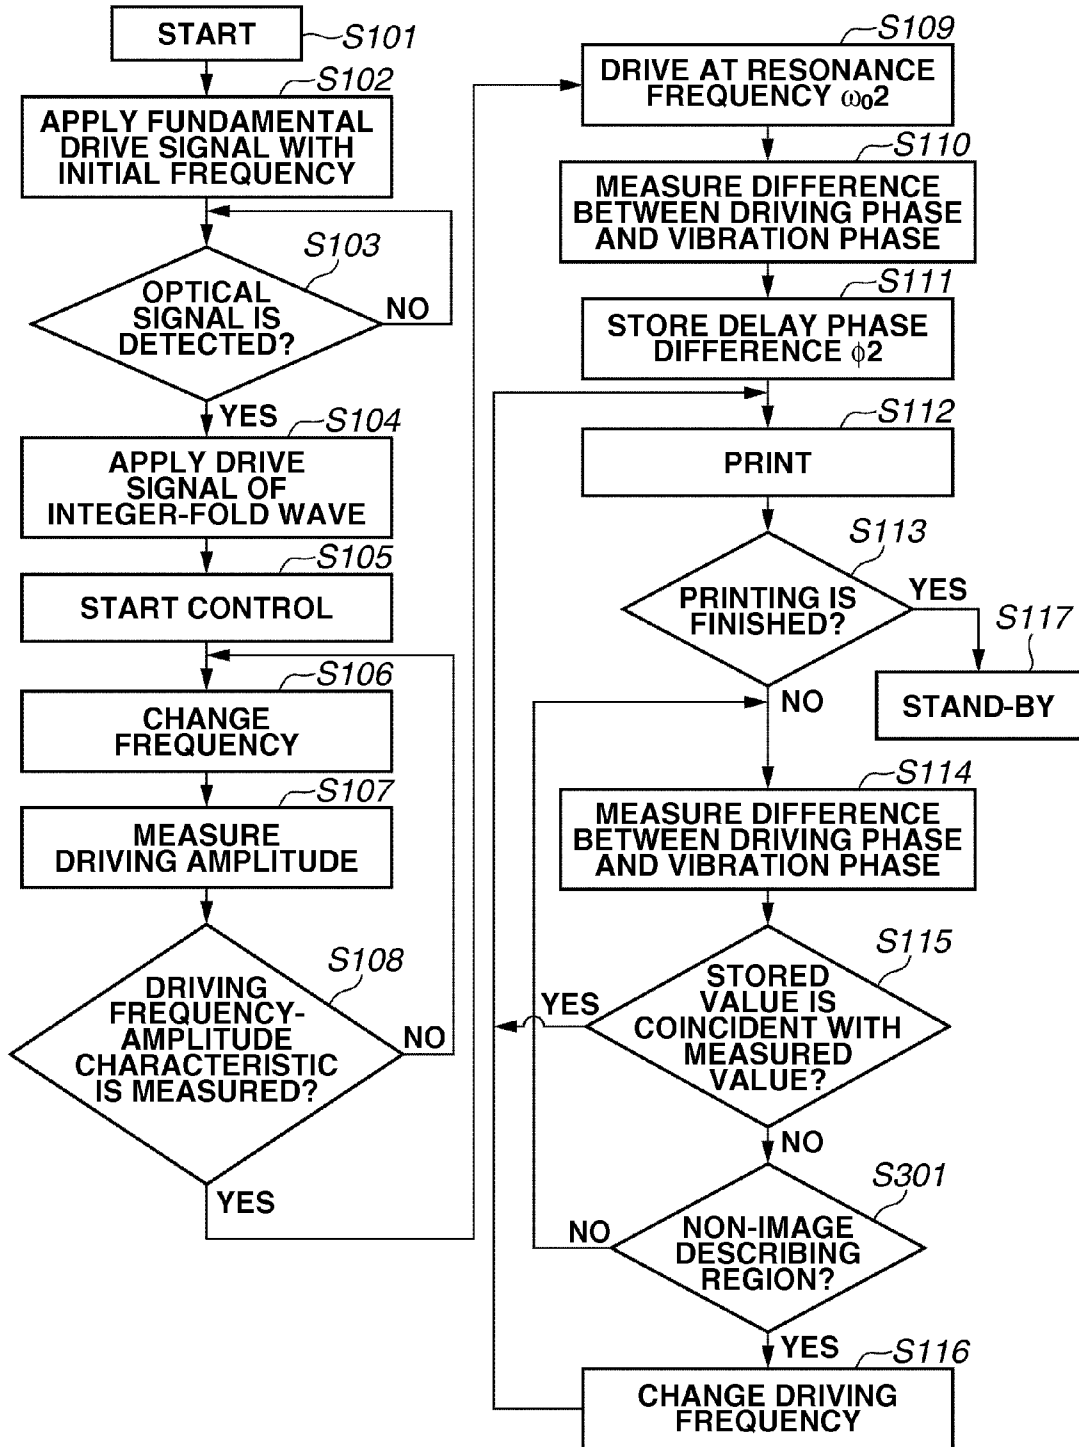 START
S101
S102
APPLY FUNDAMENTAL
DRIVE SIGNAL WITH
INITIAL FREQUENCY
S103
OPTICAL
SIGNAL IS
DETECTED?
NO
YES
S104
APPLY DRIVE
SIGNAL OF
INTEGER-FOLD WAVE
S105
START CONTROL
S106
CHANGE
FREQUENCY
S107
MEASURE
DRIVING AMPLITUDE
S108
DRIVING
FREQUENCY-
AMPLITUDE
CHARACTERISTIC
IS MEASURED?
NO
YES
S109
DRIVE AT RESONANCE
FREQUENCY ω₀2
S110
MEASURE DIFFERENCE
BETWEEN DRIVING PHASE
AND VIBRATION PHASE
S111
STORE DELAY PHASE
DIFFERENCE ϕ2
S112
PRINT
S113
PRINTING IS
FINISHED?
YES
S117
STAND-BY
NO
S114
MEASURE DIFFERENCE
BETWEEN DRIVING PHASE
AND VIBRATION PHASE
S115
STORED
VALUE IS
COINCIDENT WITH
MEASURED
VALUE?
YES
NO
S301
NON-IMAGE
DESCRIBING
REGION?
NO
YES
S116
CHANGE DRIVING
FREQUENCY